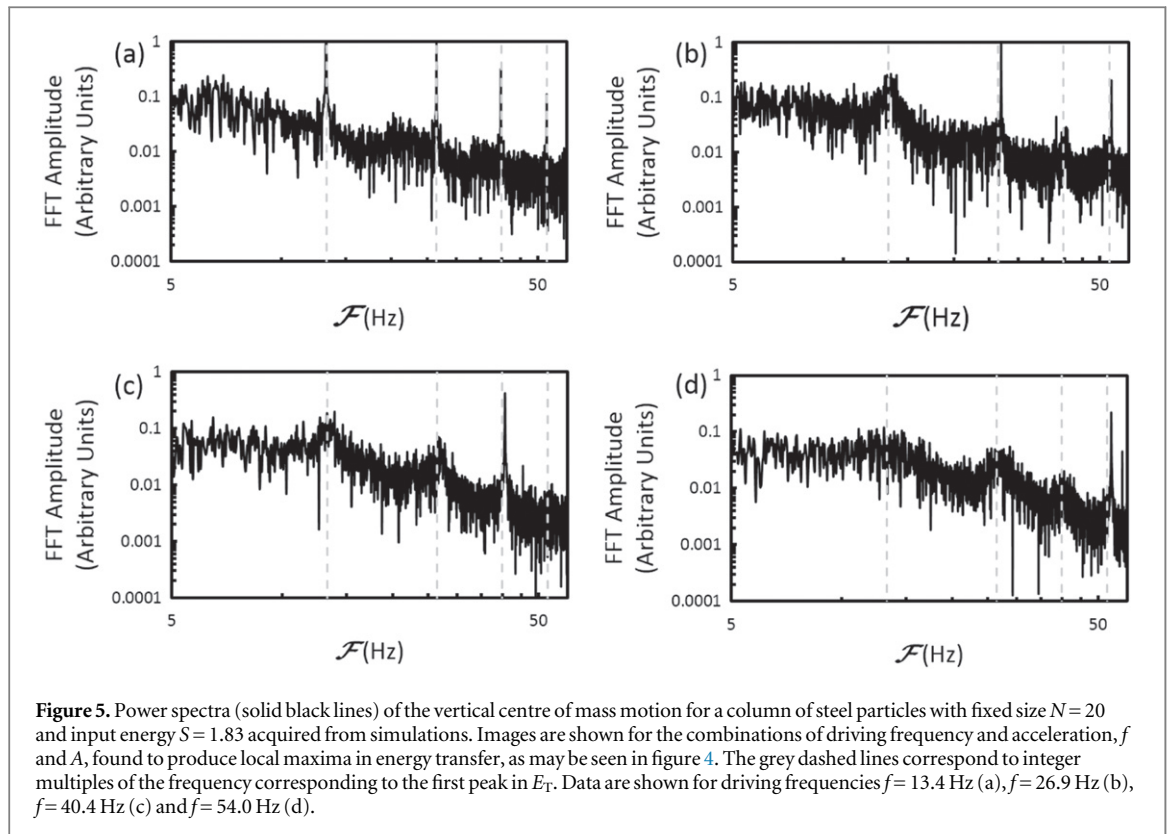 (a)
1
0.1
0.01
0.001
0.0001
FFT Amplitude
(Arbitrary Units)
5
50
ℱ(Hz)
(b)
1
0.1
0.01
0.001
0.0001
FFT Amplitude
(Arbitrary Units)
5
50
ℱ(Hz)
(c)
1
0.1
0.01
0.001
0.0001
FFT Amplitude
(Arbitrary Units)
5
50
ℱ(Hz)
(d)
1
0.1
0.01
0.001
0.0001
FFT Amplitude
(Arbitrary Units)
5
50
ℱ(Hz)
Figure 5. Power spectra (solid black lines) of the vertical centre of mass motion for a column of steel particles with fixed size N = 20
and input energy S = 1.83 acquired from simulations. Images are shown for the combinations of driving frequency and acceleration, f
and A, found to produce local maxima in energy transfer, as may be seen in figure 4. The grey dashed lines correspond to integer
multiples of the frequency corresponding to the first peak in E_T. Data are shown for driving frequencies f = 13.4 Hz (a), f = 26.9 Hz (b),
f = 40.4 Hz (c) and f = 54.0 Hz (d).